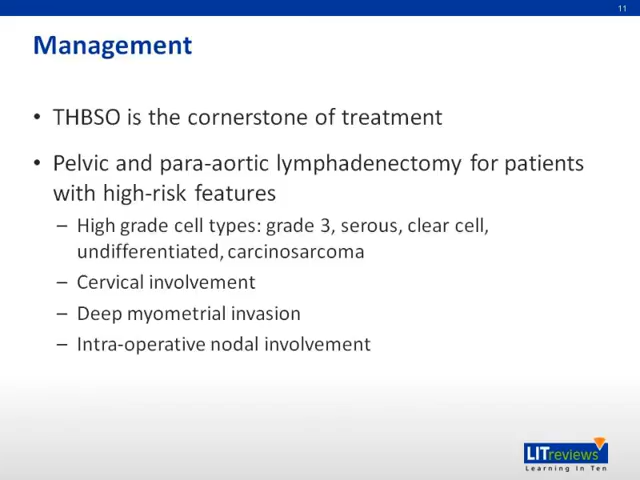 11
Management
• THBSO is the cornerstone of treatment
• Pelvic and para-aortic lymphadenectomy for patients
with high-risk features
– High grade cell types: grade 3, serous, clear cell,
undifferentiated, carcinosarcoma
– Cervical involvement
– Deep myometrial invasion
– Intra-operative nodal involvement
LITreviews
Learning In Ten